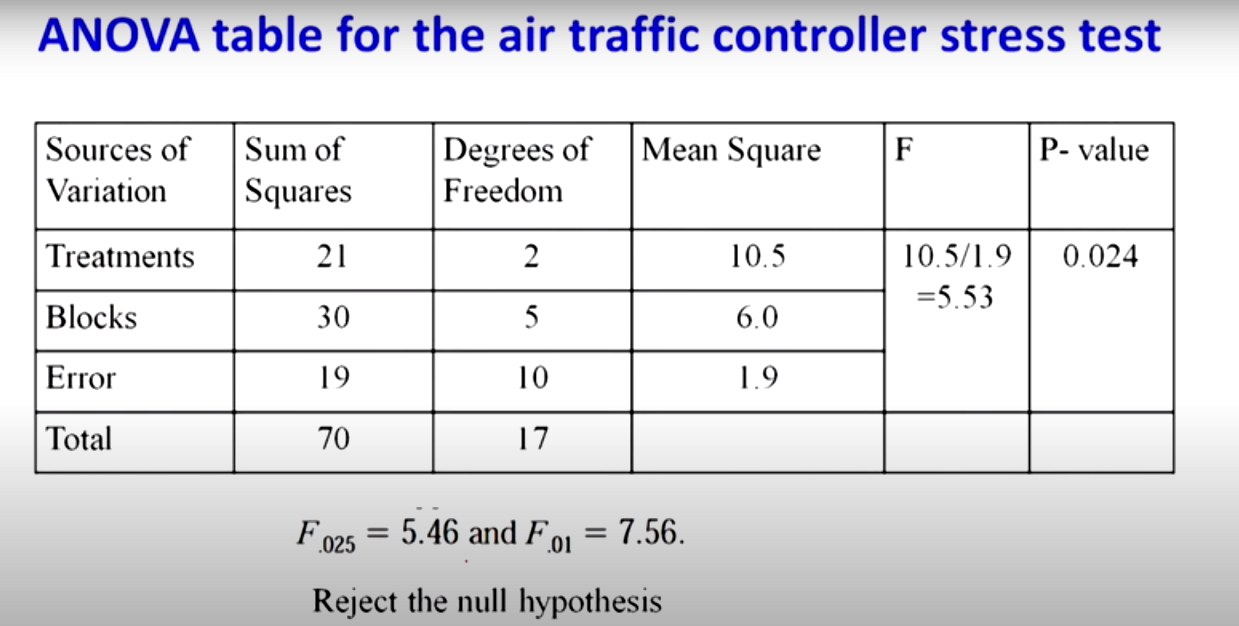 ANOVA table for the air traffic controller stress test
Sources of Variation Sum of Squares Degrees of Freedom Mean Square F P- value
Treatments 21 2 10.5 10.5/1.9 =5.53 0.024
Blocks 30 5 6.0
Error 19 10 1.9
Total 70 17
F.025 = 5.46 and F.01 = 7.56.
Reject the null hypothesis